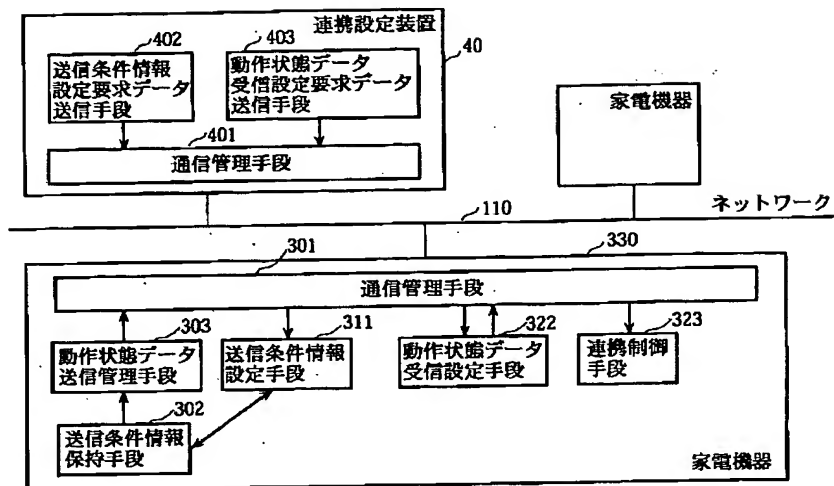 連携設定装置
402
403
40
送信条件情報
設定要求データ
送信手段
動作状態データ
受信設定要求データ
送信手段
家電機器
401
通信管理手段
110
ネットワーク
301
330
通信管理手段
303
311
322
323
動作状態データ
送信管理手段
送信条件情報
設定手段
動作状態データ
受信設定手段
連携制御
手段
302
送信条件情報
保持手段
家電機器